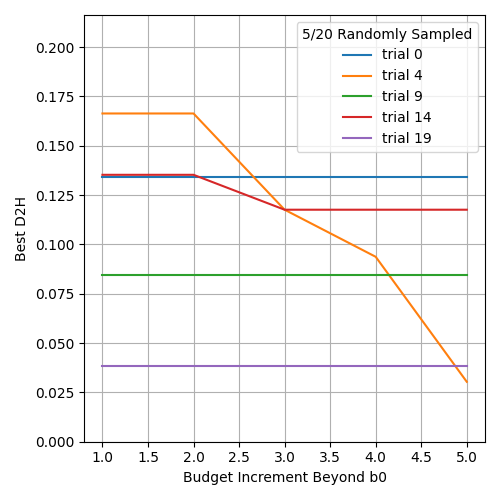 5/20 Randomly Sampled
trial 0
trial 4
trial 9
trial 14
trial 19
Best D2H
0.200
0.175
0.150
0.125
0.100
0.075
0.050
0.025
0.000
1.0 1.5 2.0 2.5 3.0 3.5 4.0 4.5 5.0
Budget Increment Beyond b0